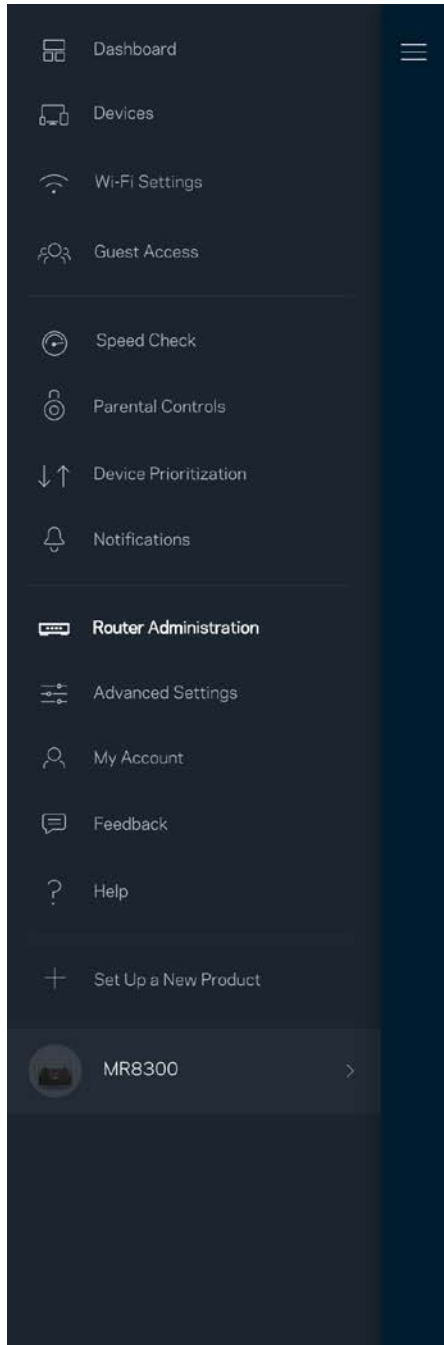 Dashboard
Devices
Wi-Fi Settings
Guest Access
Speed Check
Parental Controls
Device Prioritization
Notifications
Router Administration
Advanced Settings
My Account
Feedback
? Help
Set Up a New Product
MR8300